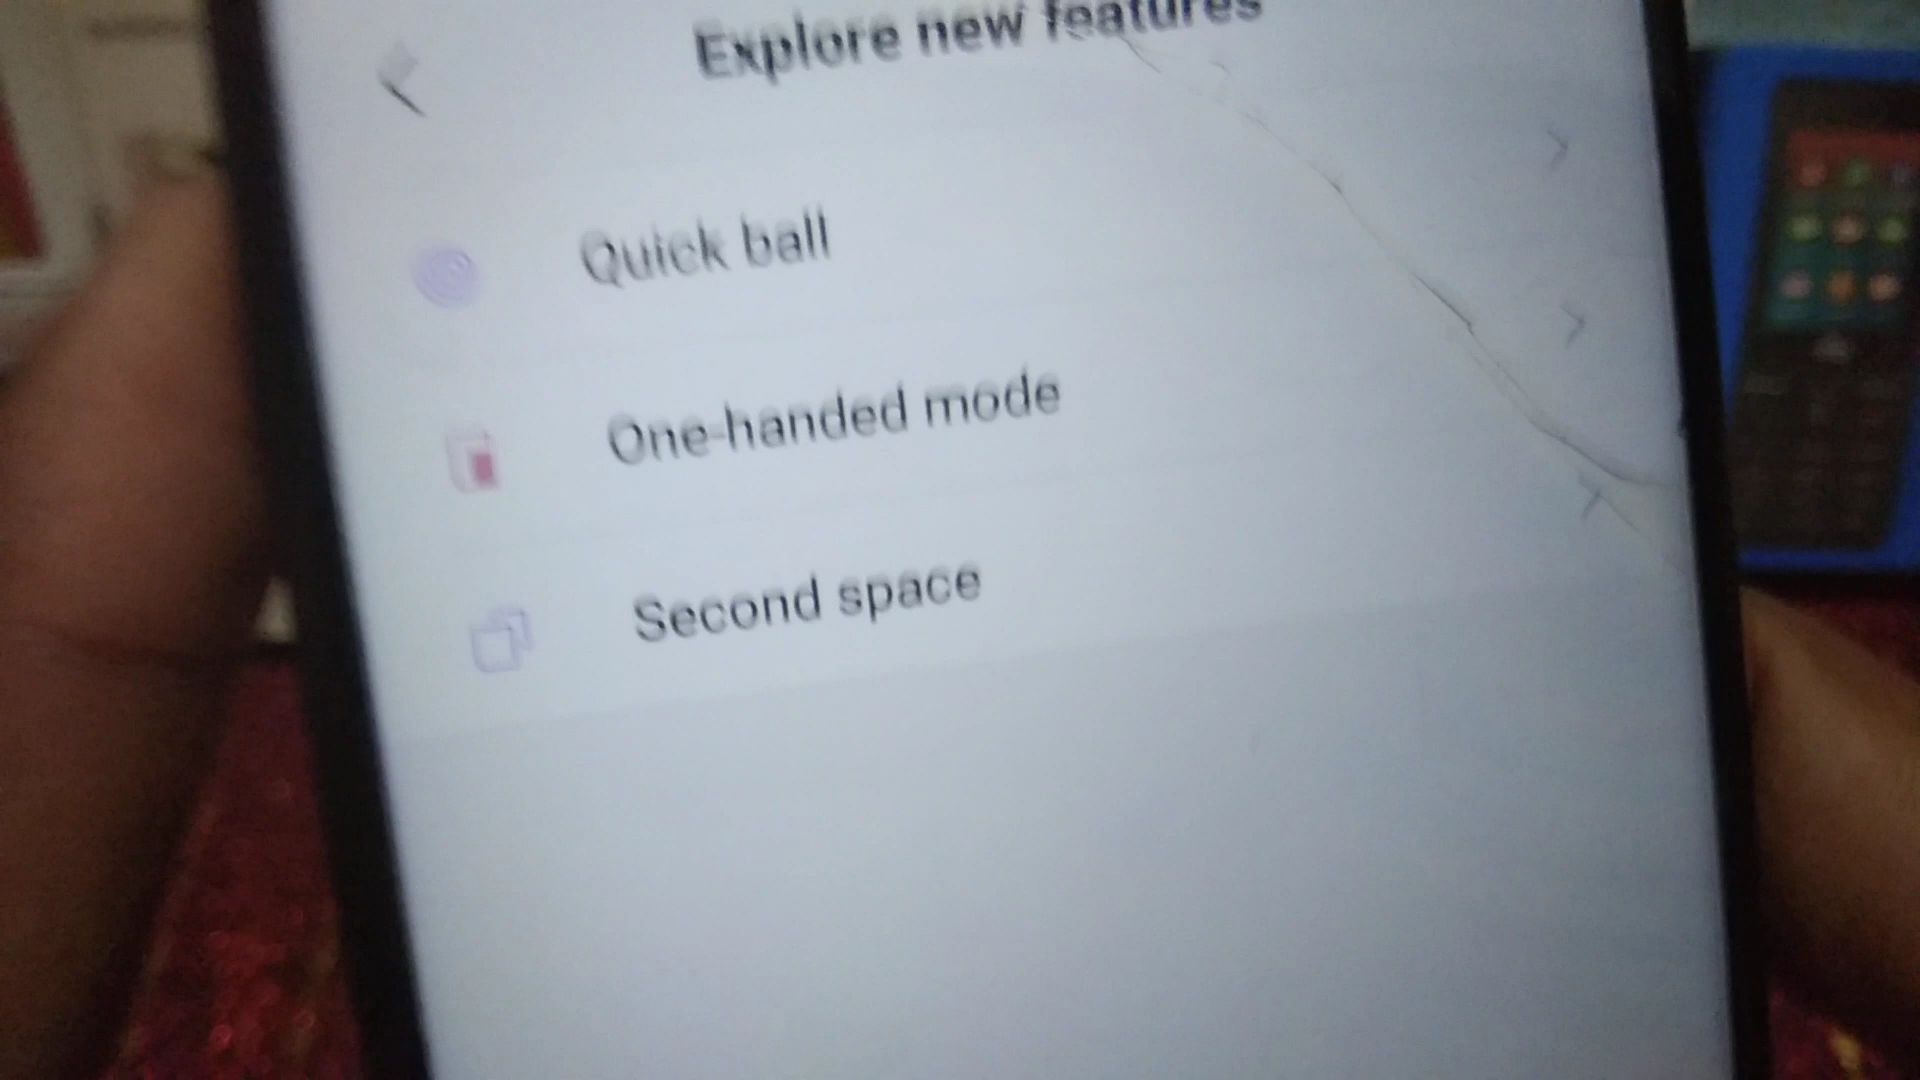 Explore new features
Quick ball
One-handed mode
Second space